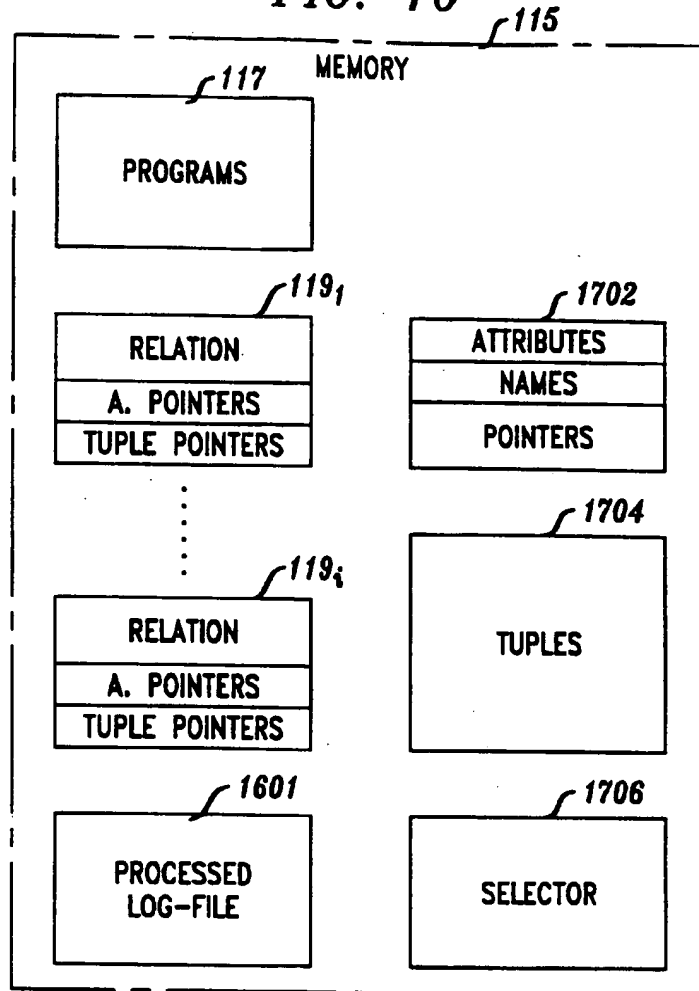 115
MEMORY
117
PROGRAMS
119₁
RELATION
A. POINTERS
TUPLE POINTERS
1702
ATTRIBUTES
NAMES
POINTERS
119ᵢ
RELATION
A. POINTERS
TUPLE POINTERS
1704
TUPLES
1601
PROCESSED
LOG-FILE
1706
SELECTOR